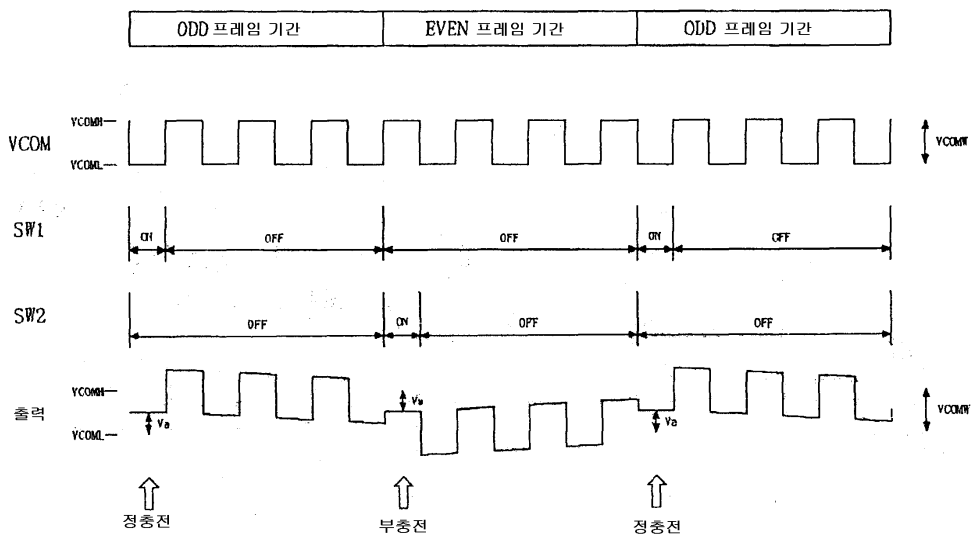 ODD 프레임 기간 EVEN 프레임 기간 ODD 프레임 기간
VCOM VCOMH VCOML VCOMW
SW1 ON OFF OFF ON OFF
SW2 OFF ON OFF OFF
출력 VCOMH VCOML Va Va Va VCOMW
정충전 부충전 정충전